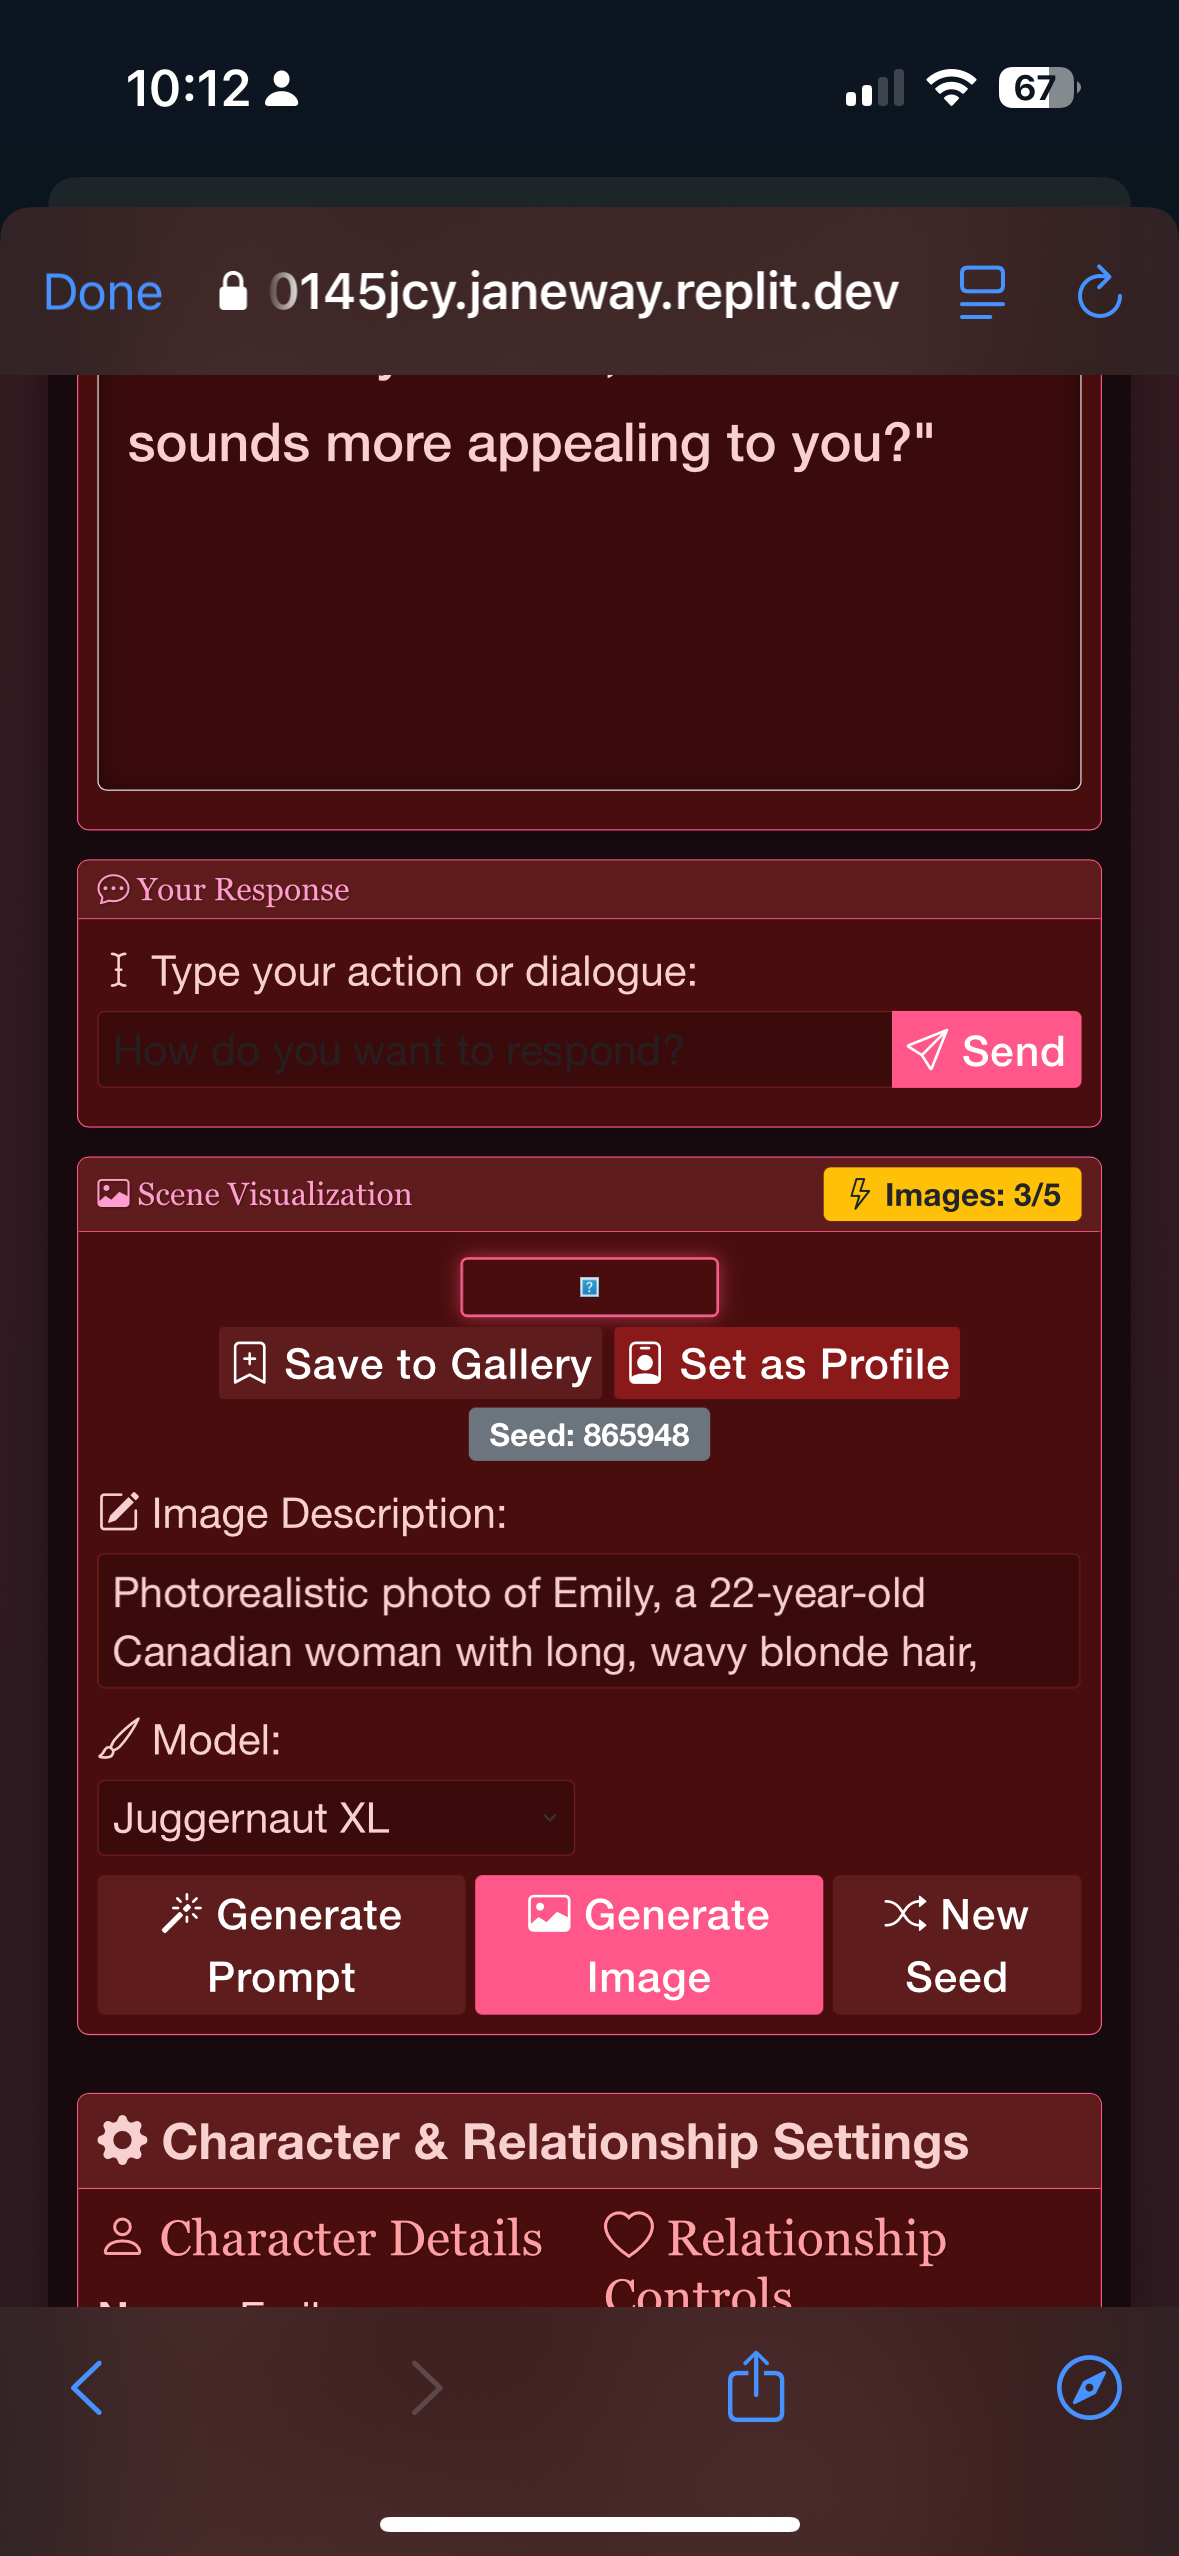 10:12
67
Done
0145jcy.janeway.replit.dev
sounds more appealing to you?"
Your Response
Type your action or dialogue:
How do you want to respond?
Send
Scene Visualization
Images: 3/5
?
Save to Gallery
Set as Profile
Seed: 865948
Image Description:
Photorealistic photo of Emily, a 22-year-old
Canadian woman with long, wavy blonde hair,
Model:
Juggernaut XL
Generate
Prompt
Generate
Image
New
Seed
Character & Relationship Settings
Character Details
Relationship
Controls